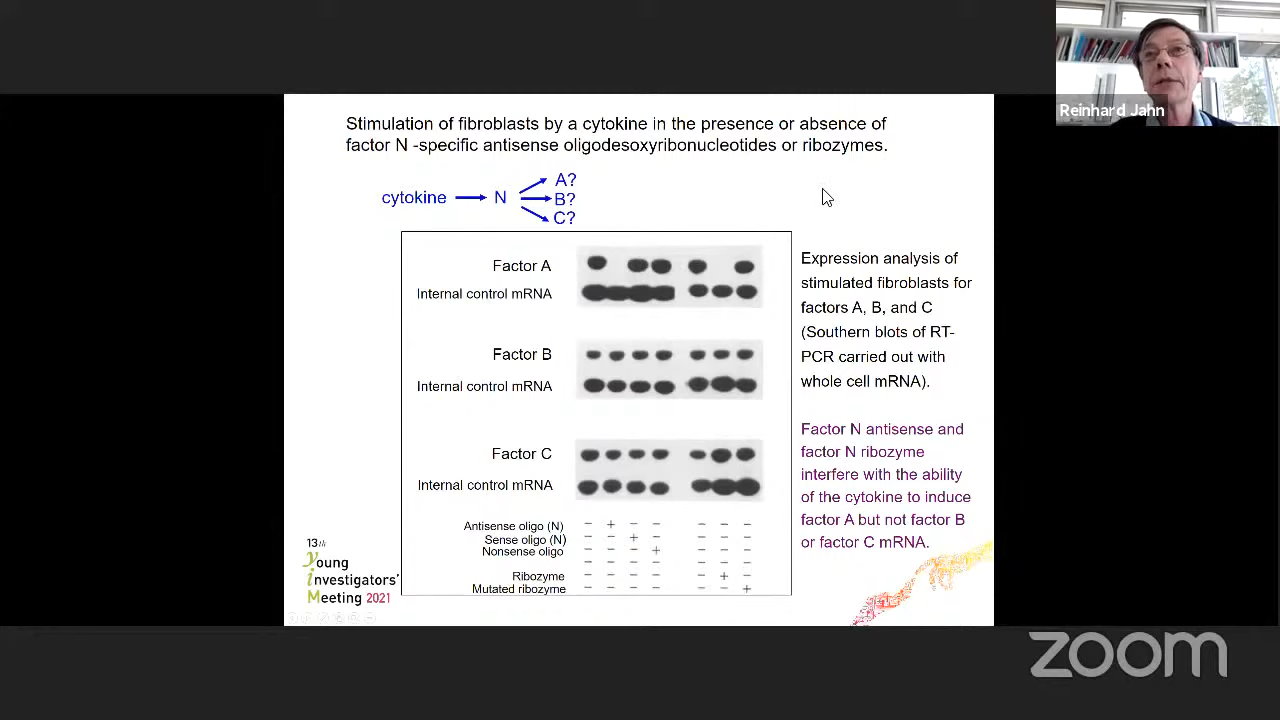 Reinhard Jahn
Stimulation of fibroblasts by a cytokine in the presence or absence of
factor N -specific antisense oligodesoxyribonucleotides or ribozymes.
cytokine
N
A?
B?
C?
Factor A
Internal control mRNA
Factor B
Internal control mRNA
Factor C
Internal control mRNA
Antisense oligo (N) – + – – – – –
Sense oligo (N) – – + – – – –
Nonsense oligo – – – + – – –
– – – – – – –
Ribozyme – – – – – + –
Mutated ribozyme – – – – – – +
Expression analysis of
stimulated fibroblasts for
factors A, B, and C
(Southern blots of RT-
PCR carried out with
whole cell mRNA).
Factor N antisense and
factor N ribozyme
interfere with the ability
of the cytokine to induce
factor A but not factor B
or factor C mRNA.
13th
Young
investigators'
Meeting 2021
zoom